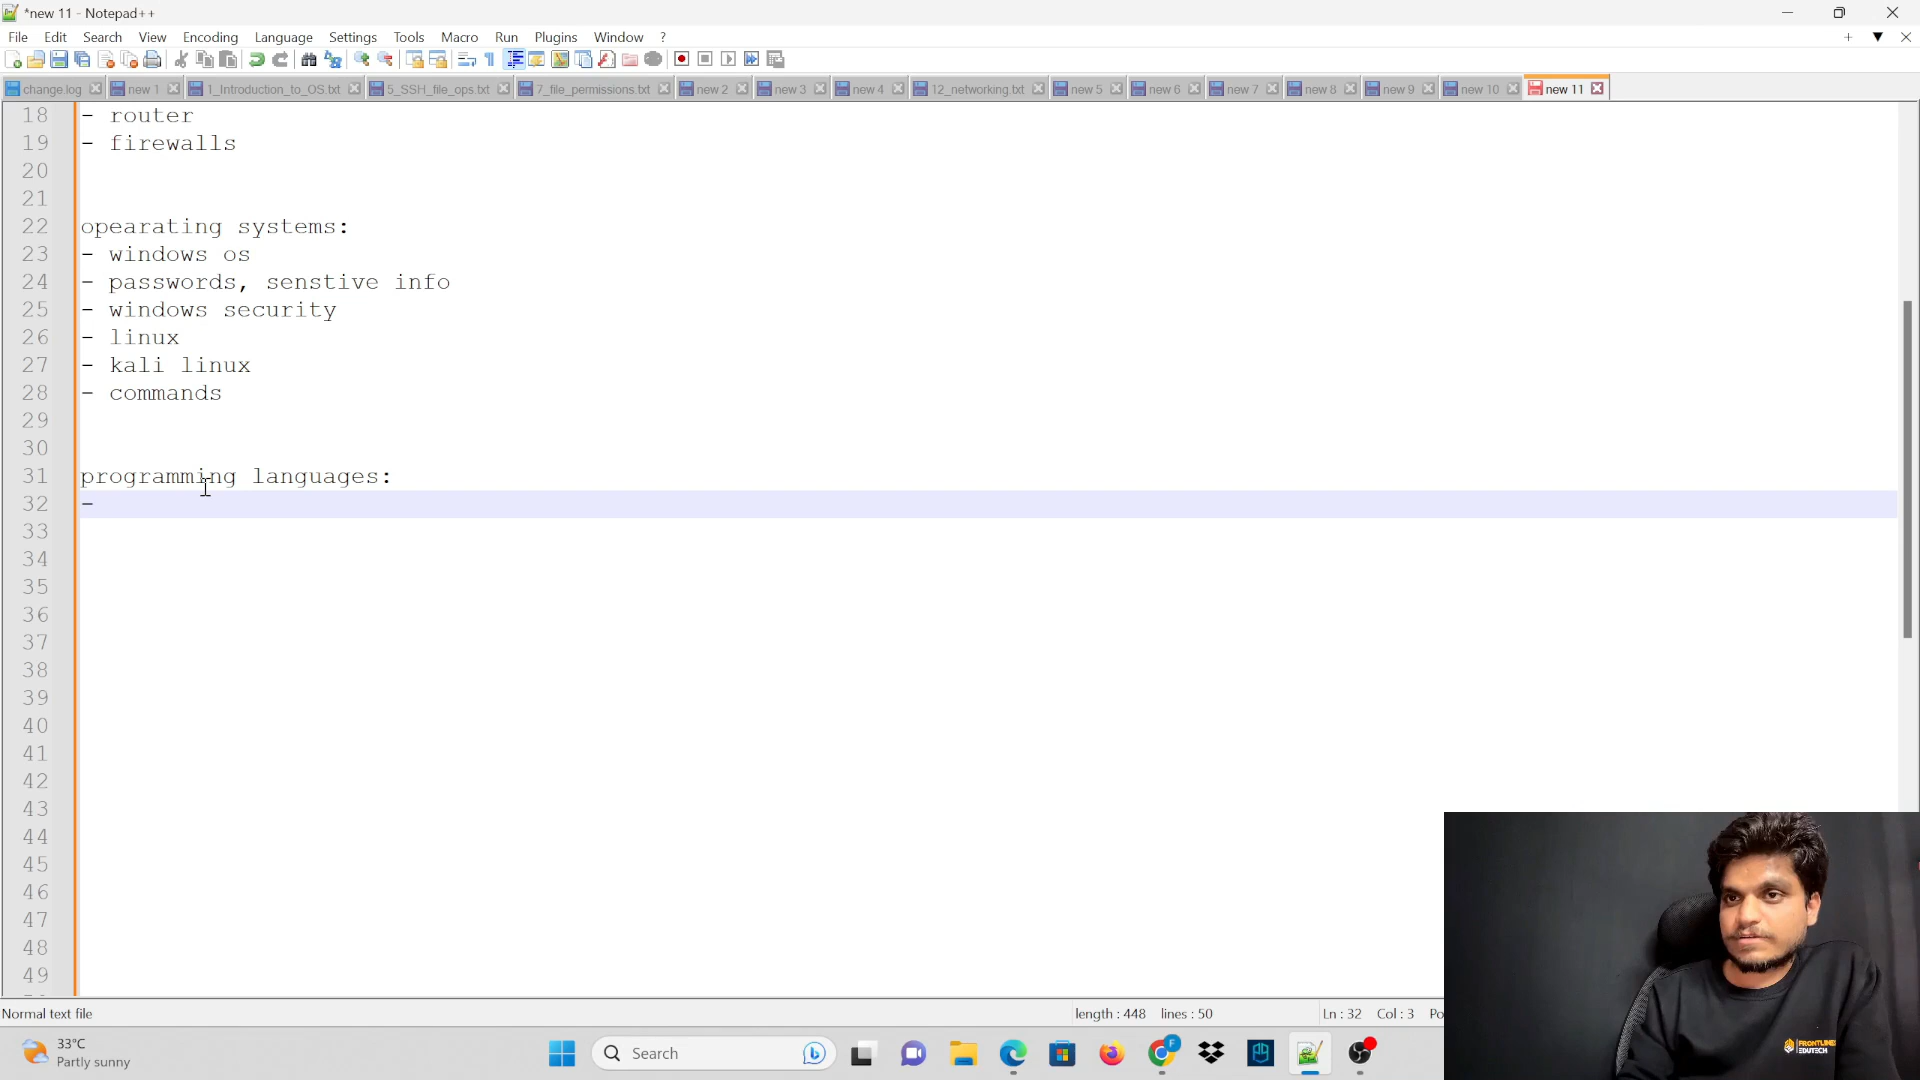 *new 11 - Notepad++
File Edit Search View Encoding Language Settings Tools Macro Run Plugins Window ?
change.log new 1 1_Introduction_to_OS.txt 5_SSH_file_ops.txt 7_file_permissions.txt new 2 new 3 new 4 12_networking.txt new 5 new 6 new 7 new 8 new 9 new 10 new 11
18 - router
19 - firewalls
20
21
22 opearating systems:
23 - windows os
24 - passwords, senstive info
25 - windows security
26 - linux
27 - kali linux
28 - commands
29
30
31 programming languages:
32 -
33
34
35
36
37
38
39
40
41
42
43
44
45
46
47
48
49
Normal text file length : 448 lines : 50 Ln : 32 Col : 3 Po
33°C
Partly sunny
Search
FRONTLINES
EDUTECH